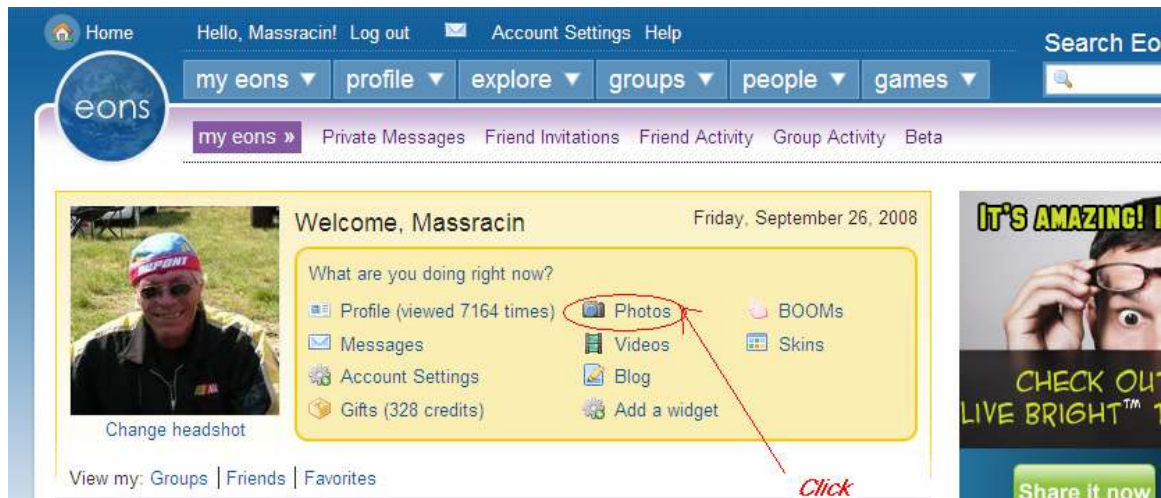 Home Hello, Massracin! Log out Account Settings Help
Search Eo
my eons ▼ profile ▼ explore ▼ groups ▼ people ▼ games ▼
eons
my eons » Private Messages Friend Invitations Friend Activity Group Activity Beta
Welcome, Massracin Friday, September 26, 2008
What are you doing right now?
Profile (viewed 7164 times) Photos BOOMs
Messages Videos Skins
Account Settings Blog
Gifts (328 credits) Add a widget
DUPONT
Change headshot
View my: Groups | Friends | Favorites
Click
IT'S AMAZING! I
CHECK OUT
LIVE BRIGHT™ 1
Share it now